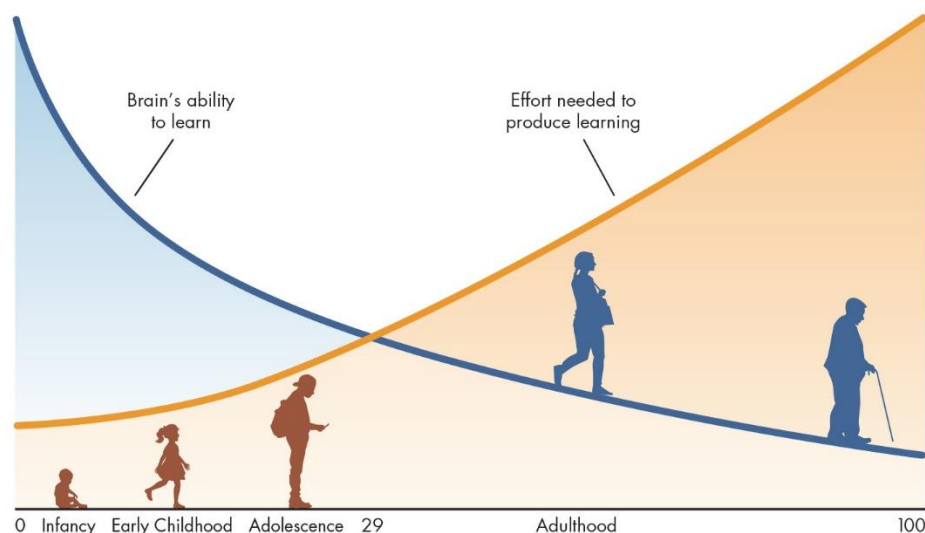 Brain's ability
to learn
Effort needed to
produce learning
0 Infancy Early Childhood Adolescence 29 Adulthood 100